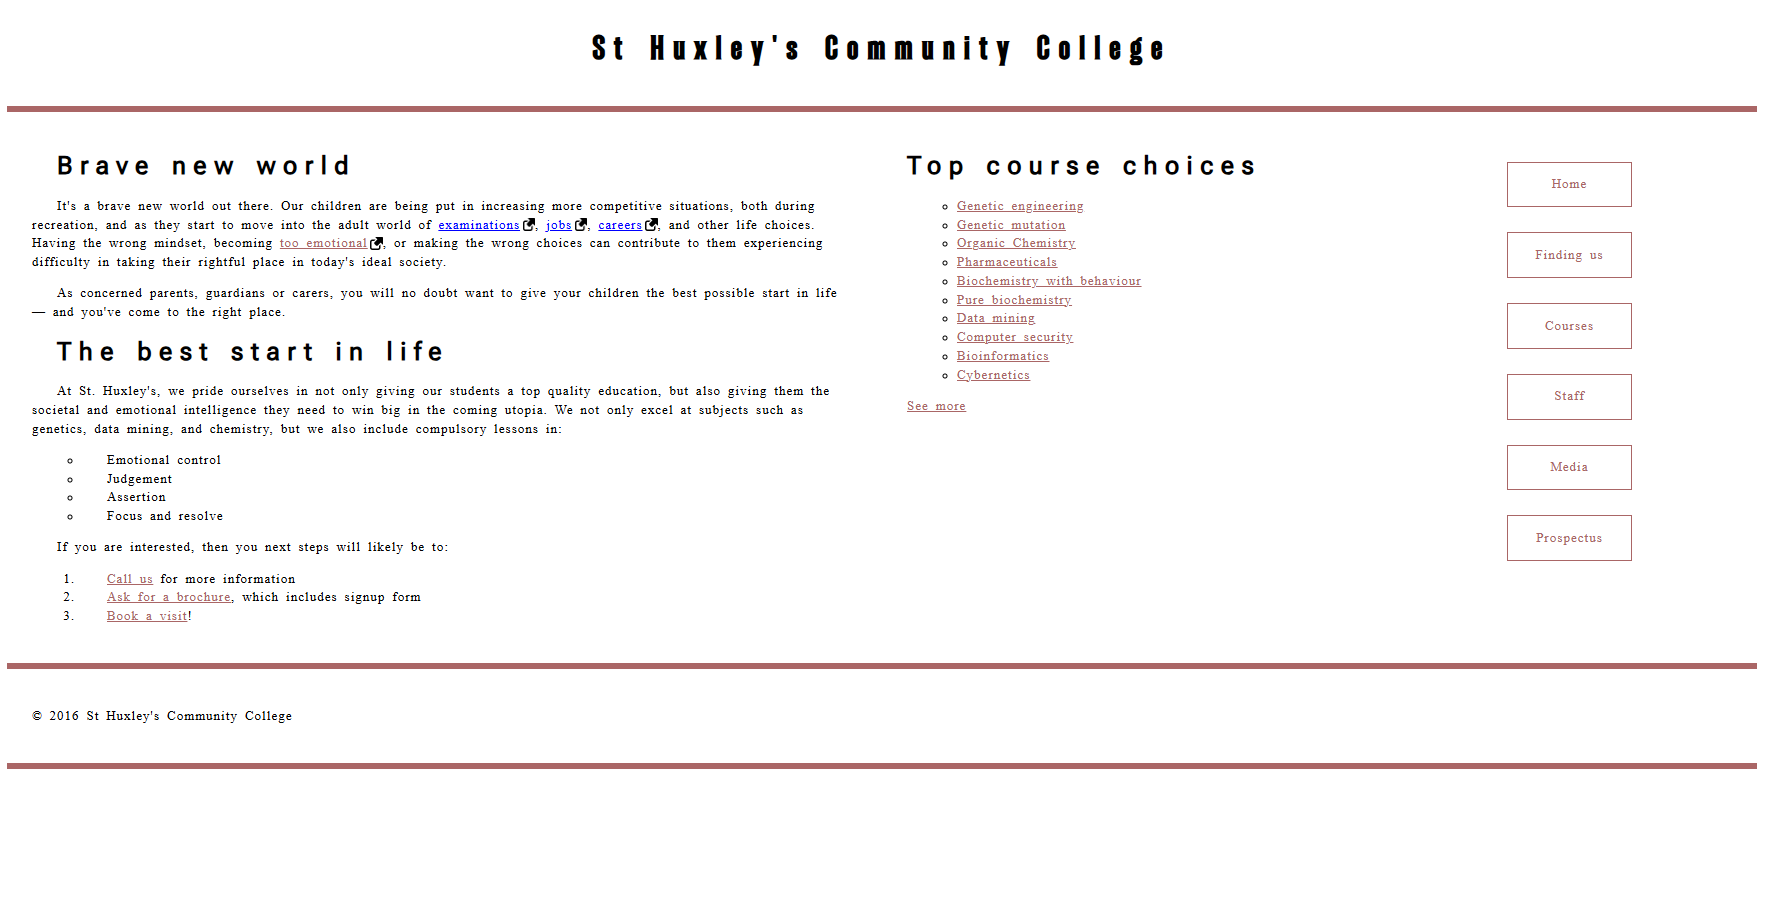 St Huxley's Community College
Brave new world
It's a brave new world out there. Our children are being put in increasing more competitive situations, both during
recreation, and as they start to move into the adult world of examinations, jobs, careers, and other life choices.
Having the wrong mindset, becoming too emotional, or making the wrong choices can contribute to them experiencing
difficulty in taking their rightful place in today's ideal society.
As concerned parents, guardians or carers, you will no doubt want to give your children the best possible start in life
— and you've come to the right place.
The best start in life
At St. Huxley's, we pride ourselves in not only giving our students a top quality education, but also giving them the
societal and emotional intelligence they need to win big in the coming utopia. We not only excel at subjects such as
genetics, data mining, and chemistry, but we also include compulsory lessons in:
Emotional control
Judgement
Assertion
Focus and resolve
If you are interested, then you next steps will likely be to:
1. Call us for more information
2. Ask for a brochure, which includes signup form
3. Book a visit!
Top course choices
Genetic engineering
Genetic mutation
Organic Chemistry
Pharmaceuticals
Biochemistry with behaviour
Pure biochemistry
Data mining
Computer security
Bioinformatics
Cybernetics
See more
Home
Finding us
Courses
Staff
Media
Prospectus
© 2016 St Huxley's Community College